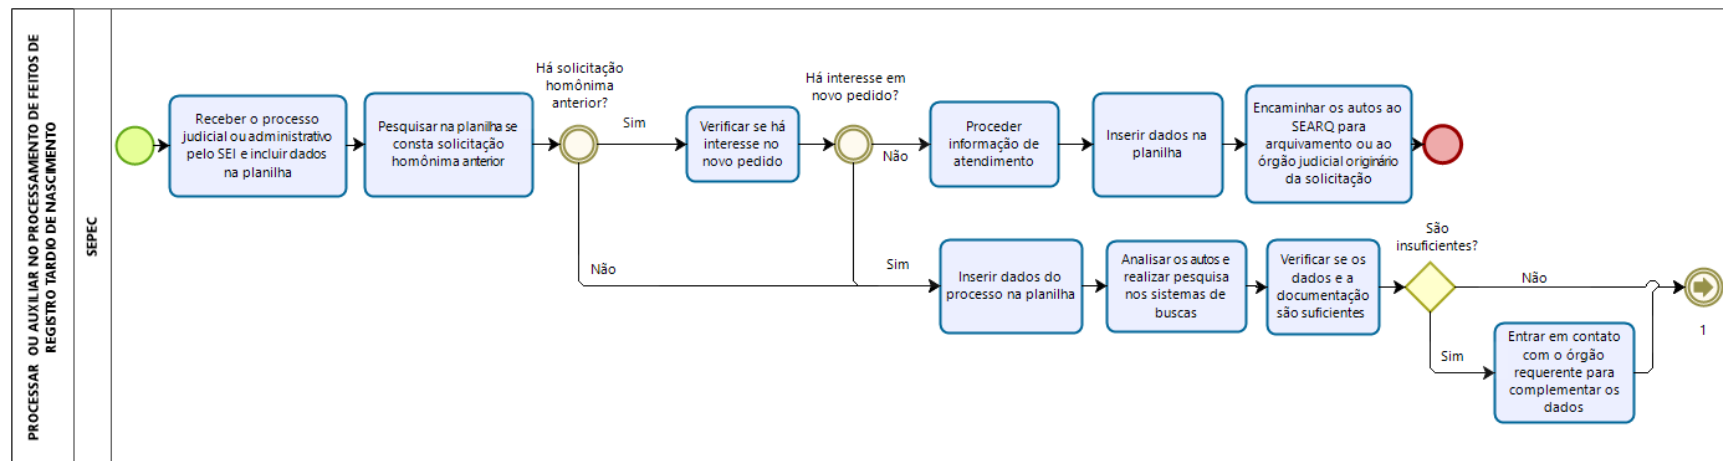 PROCESSAR OU AUXILIAR NO PROCESSAMENTO DE FEITOS DE
REGISTRO TARDIO DE NASCIMENTO
SEPEC
Receber o processo
judicial ou administrativo
pelo SEI e incluir dados
na planilha
Pesquisar na planilha se
consta solicitação
homônima anterior
Há solicitação
homônima
anterior?
Sim
Não
Verificar se há
interesse no
novo pedido
Há interesse em
novo pedido?
Não
Sim
Proceder
informação de
atendimento
Inserir dados na
planilha
Encaminhar os autos ao
SEARQ para
arquivamento ou ao
órgão judicial originário
da solicitação
Inserir dados do
processo na planilha
Analisar os autos e
realizar pesquisa
nos sistemas de
buscas
Verificar se os
dados e a
documentação
são suficientes
São
insuficientes?
Não
Sim
Entrar em contato
com o órgão
requerente para
complementar os
dados
1